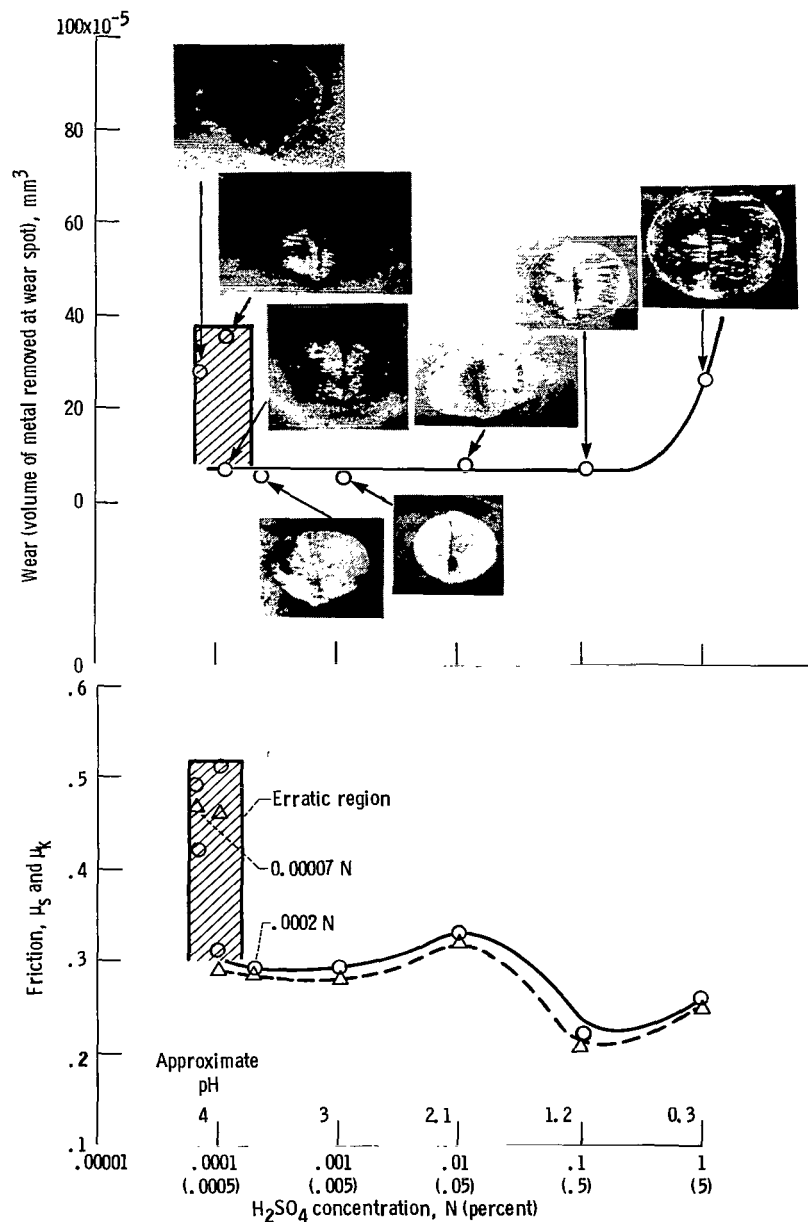 100x10-5
80
60
40
20
0
0
Wear (volume of metal removed at wear spot), mm3
.6
.5
.4
.3
.2
.1
Friction, μs and μk
Erratic region
0.00007 N
.0002 N
Approximate
pH
4 3 2.1 1.2 0.3
.00001 .0001 .001 .01 .1 1
(.0005) (.005) (.05) (.5) (5)
H2SO4 concentration, N (percent)